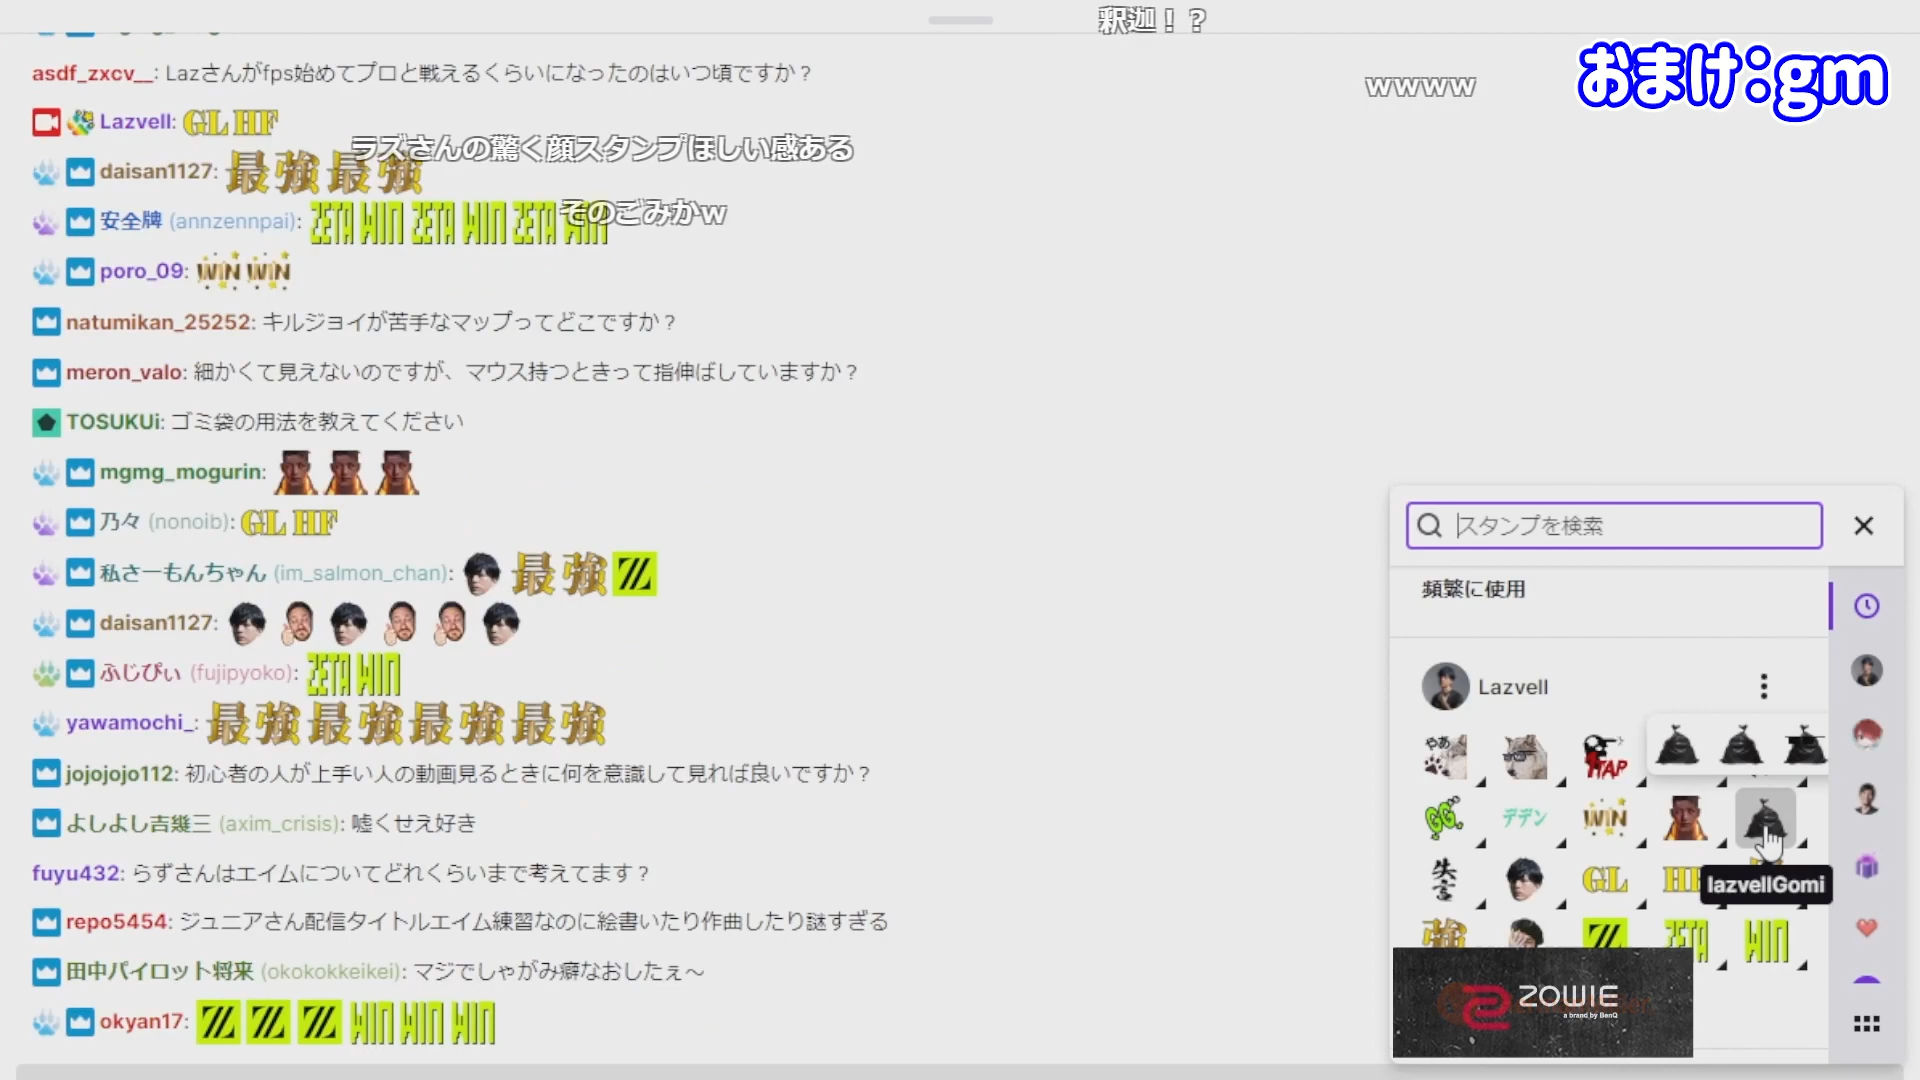 釈迦！？
おまけ:gm
asdf_zxcv__: Lazさんがfps始めてプロと戦えるくらいになったのはいつ頃ですか？
wwww
Lazvell: GL HF
ラズさんの驚く顔スタンプほしい感ある
daisan1127: 最強 最強
安全牌 (annzennpai): ZETA WIN ZETA WIN ZETA WIN
そのごみかw
poro_09: WIN WIN
natumikan_25252: キルジョイが苦手なマップってどこですか？
meron_valo: 細かくて見えないのですが、マウス持つときって指伸ばしていますか？
TOSUKUi: ゴミ袋の用法を教えてください
mgmg_mogurin:
乃々 (nonoib): GL HF
私さーもんちゃん (im_salmon_chan): 最強
daisan1127:
ふじぴぃ (fujipyoko): ZETA WIN
yawamochi_: 最強最強最強最強
jojojojo112: 初心者の人が上手い人の動画見るときに何を意識して見れば良いですか？
よしよし吉幾三 (axim_crisis): 嘘くせえ好き
fuyu432: らずさんはエイムについてどれくらいまで考えてます？
repo5454: ジュニアさん配信タイトルエイム練習なのに絵書いたり作曲したり謎すぎる
田中パイロット将来 (okokokkeikei): マジでしゃがみ癖なおしたぇ～
okyan17: WIN WIN WIN
スタンプを検索
頻繁に使用
Lazvell
やあ
1TAP
GG
デデン
WIN
失言
GL
lazvellGomi
強
ZETA
WIN
ZOWIE
a brand by BenQ